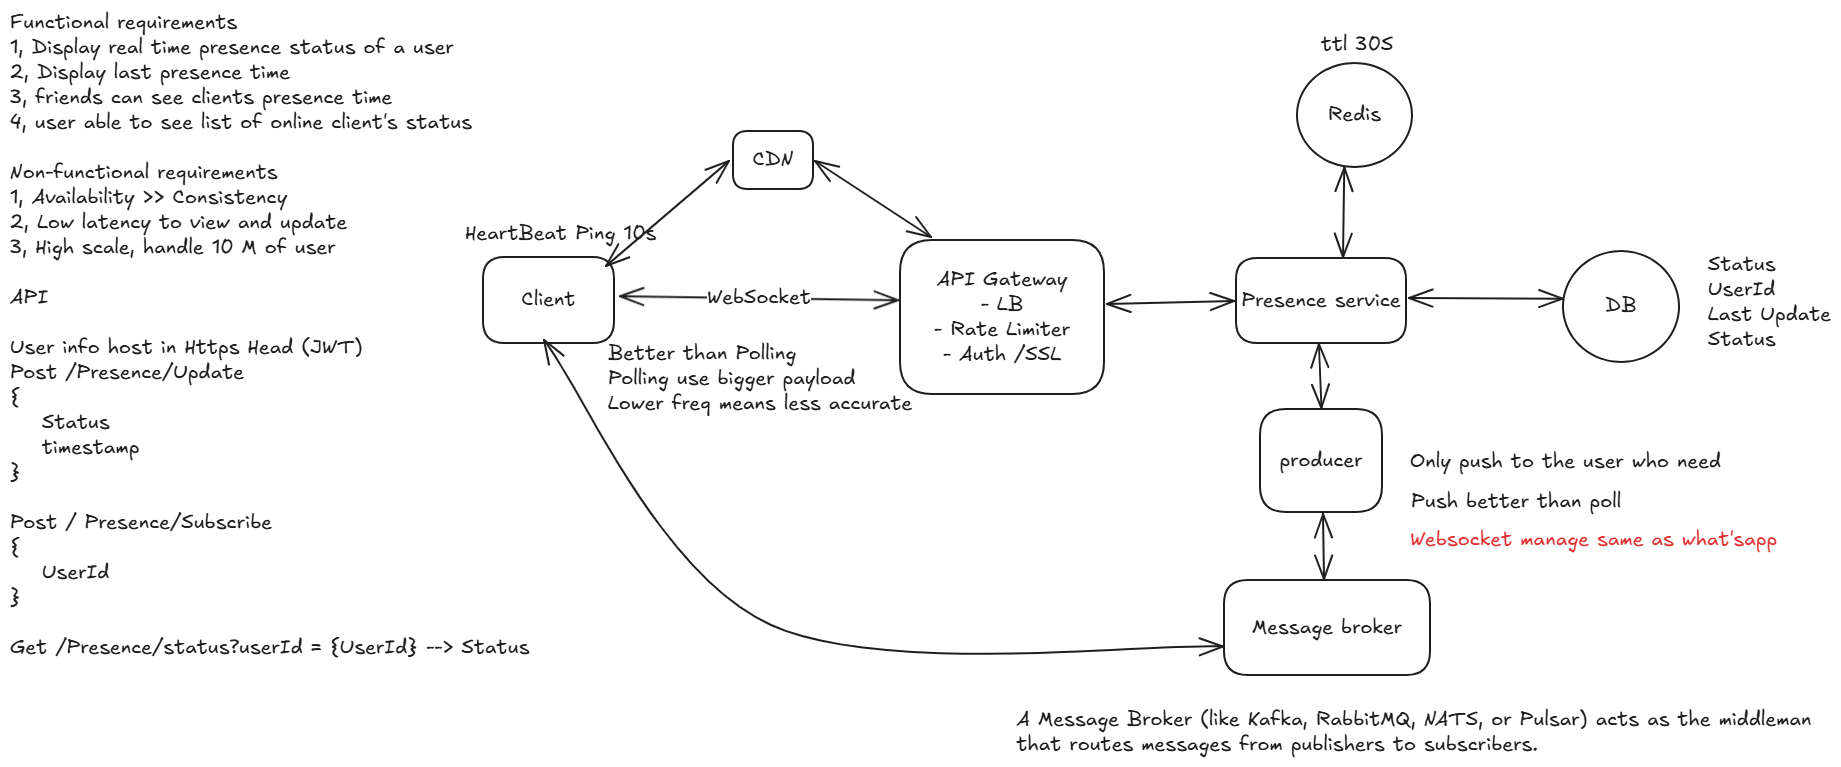 Functional requirements
1, Display real time presence status of a user
2, Display last presence time
3, friends can see clients presence time
4, user able to see list of online client's status
Non-functional requirements
1, Availability >> Consistency
2, Low latency to view and update
3, High scale, handle 10 M of user
API
User info host in Https Head (JWT)
Post /Presence/Update
{
Status
timestamp
}
Post / Presence/Subscribe
{
UserId
}
Get /Presence/status?userId = {UserId} --> Status
HeartBeat Ping 10s
Client
CDN
WebSocket
Better than Polling
Polling use bigger payload
Lower freq means less accurate
API Gateway
- LB
- Rate Limiter
- Auth /SSL
ttl 30S
Redis
Presence service
DB
Status
UserId
Last Update
Status
producer
Only push to the user who need
Push better than poll
Websocket manage same as what'sapp
Message broker
A Message Broker (like Kafka, RabbitMQ, NATS, or Pulsar) acts as the middleman
that routes messages from publishers to subscribers.